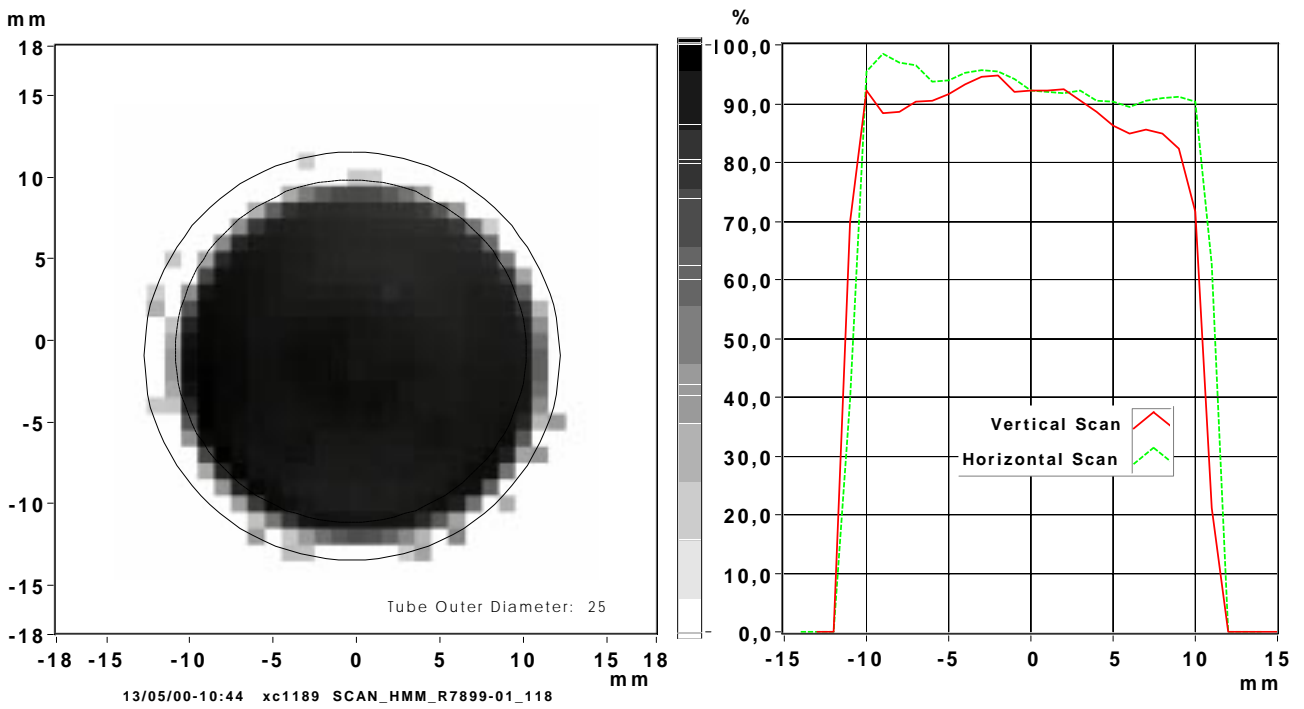 mm
18
15
10
5
0
-5
-10
-15
-18
-18 -15 -10 -5 0 5 10 15 18
mm
Tube Outer Diameter: 25
13/05/00-10:44 xc1189 SCAN_HMM_R7899-01_118
%
100,0
90,0
80,0
70,0
60,0
50,0
40,0
30,0
20,0
10,0
0,0
Vertical Scan
Horizontal Scan
-15 -10 -5 0 5 10 15
mm